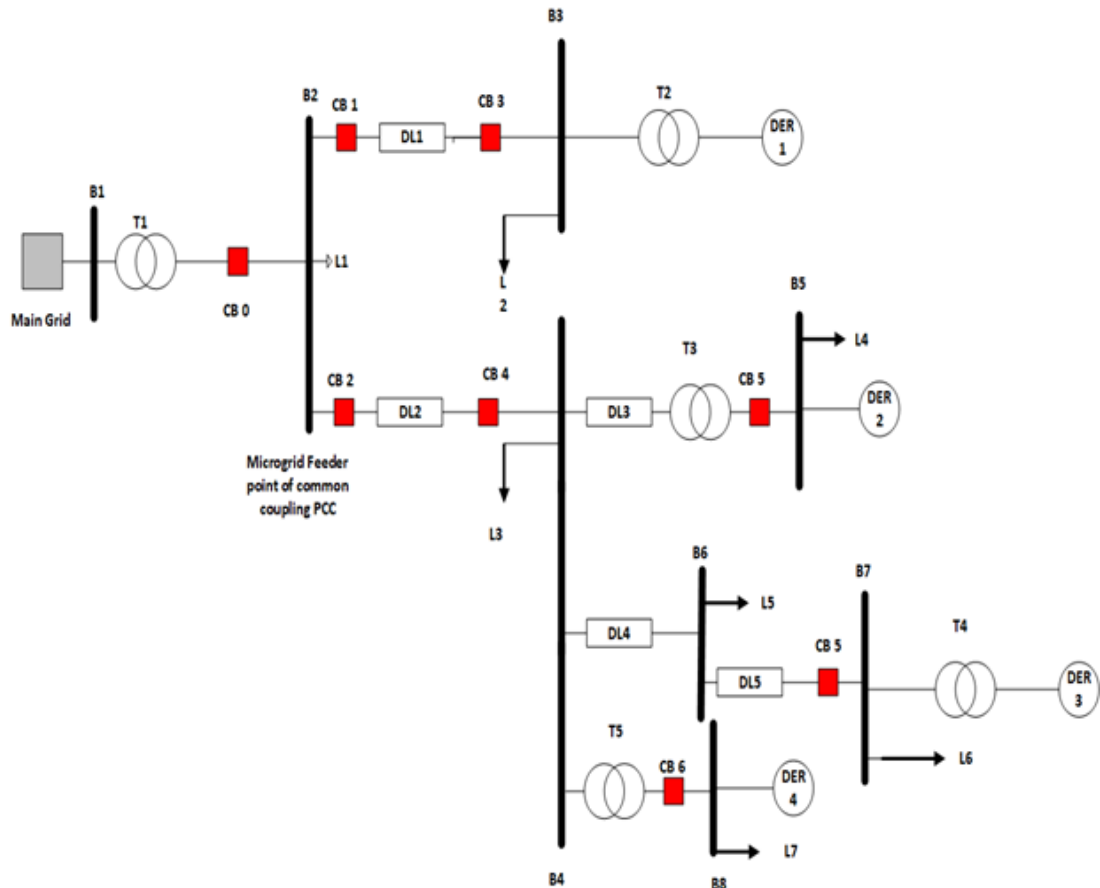 B3
B2
CB 1
CB 3
T2
DL1
DER
1
B1
T1
L1
Main Grid
CB 0
L
2
B5
T3
L4
CB 2
CB 4
CB 5
DL2
DL3
DER
2
Microgrid Feeder
point of common
coupling PCC
L3
B6
B7
L5
T4
DL4
CB 5
DL5
DER
3
T5
L6
CB 6
DER
4
L7
B4
B8